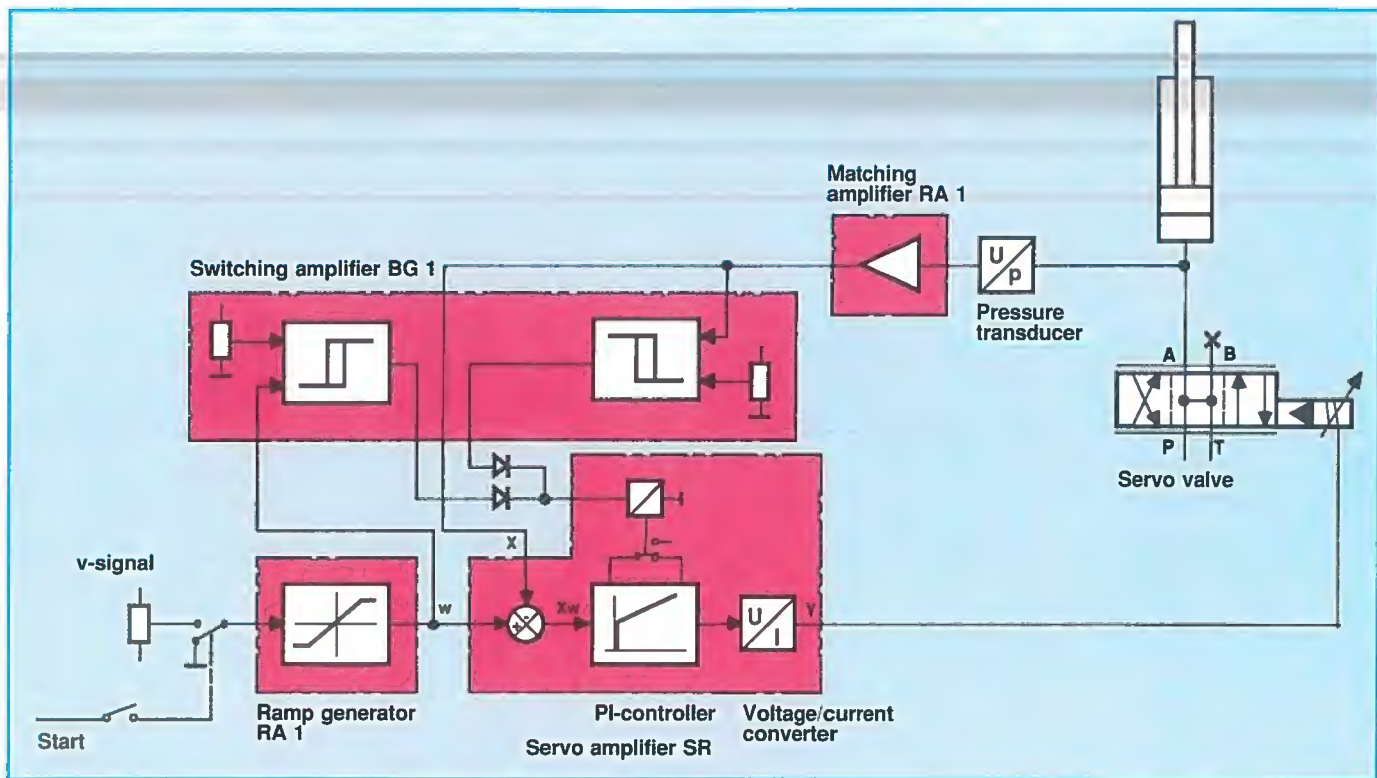 Matching
amplifier RA 1
Switching amplifier BG 1
U
p
Pressure
transducer
A
B
P
T
Servo valve
v-signal
X
w
+
-
Xw
U
I
Y
Ramp generator
RA 1
PI-controller
Voltage/current
converter
Start
Servo amplifier SR